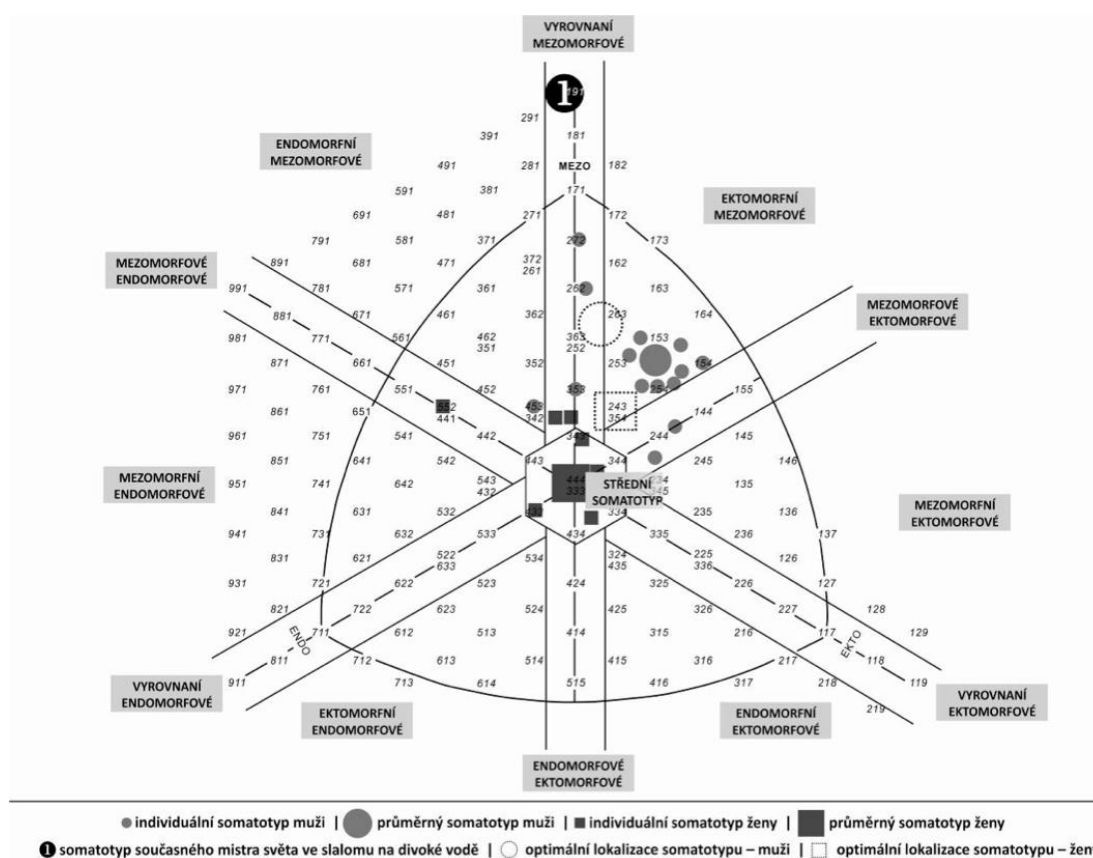 VYROVNANÍ
MEZOMORFOVÉ
1 191
291
391 181
ENDOMORFNÍ
MEZOMORFOVÉ
491 281 MEZO 182
591 381 171
EKTOMORFNÍ
MEZOMORFOVÉ
691 481 271 172
791 581 371 272 173
MEZOMORFOVÉ
ENDOMORFOVÉ
891 681 471 372 162
261
991 781 571 361 262 163
MEZOMORFOVÉ
EKTOMORFOVÉ
881 671 461 362 263 164
981 771 561 462 363 153
351 252
871 661 451 352 253 154
971 761 551 452 353 254 155
861 651 552 453 243 144
441 342 354
961 751 541 442 343 244 145
851 641 542 443 344 245 146
MEZOMORFNÍ
ENDOMORFOVÉ
951 741 642 543 444 234 135
432 333 345
STŘEDNÍ
SOMATOTYP
841 631 532 334 235 136
MEZOMORFNÍ
EKTOMORFOVÉ
941 731 632 533 434 335 236 137
831 621 522 534 324 225 126
633 435 336
931 721 622 523 424 325 226 127
821 722 623 524 425 326 227 128
921 ENDO 711 612 513 414 315 216 117 EKTO 129
811 712 613 514 415 316 217 118
911 713 614 515 416 317 218 119
VYROVNANÍ
ENDOMORFOVÉ
VYROVNANÍ
EKTOMORFOVÉ
219
EKTOMORFNÍ
ENDOMORFOVÉ
ENDOMORFNÍ
EKTOMORFOVÉ
ENDOMORFOVÉ
EKTOMORFOVÉ
individuální somatotyp muži | průměrný somatotyp muži | individuální somatotyp ženy | průměrný somatotyp ženy
1 somatotyp současného mistra světa ve slalomu na divoké vodě | optimální lokalizace somatotypu – muži | optimální lokalizace somatotypu –